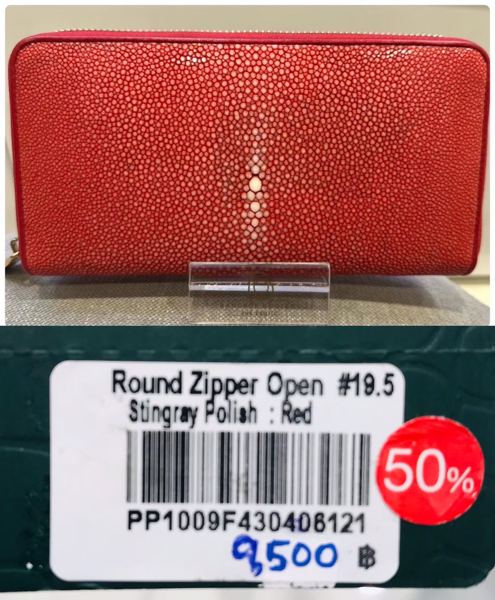 Round Zipper Open #19.5
Stingray Polish : Red
50%
PP1009F430406121
9,500 ฿